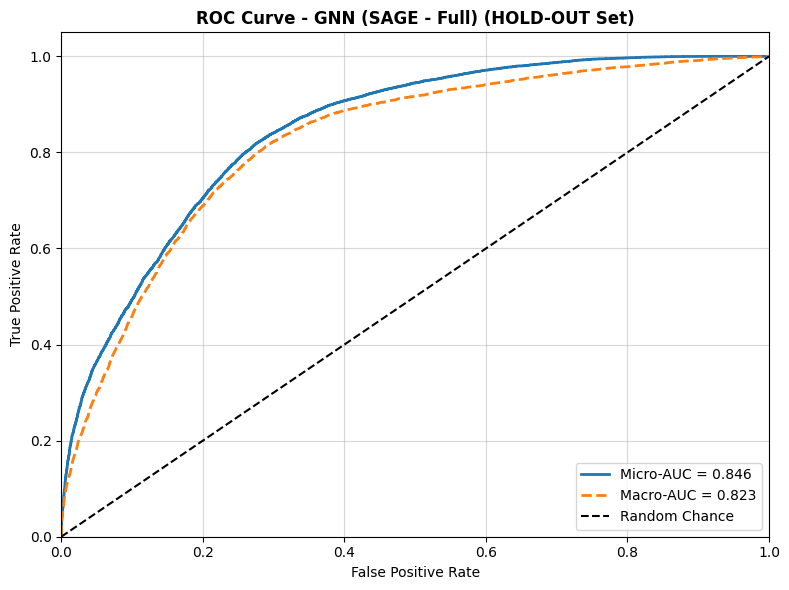 ROC Curve - GNN (SAGE - Full) (HOLD-OUT Set)
True Positive Rate
1.0
0.8
0.6
0.4
0.2
0.0
0.0 0.2 0.4 0.6 0.8 1.0
False Positive Rate
Micro-AUC = 0.846
Macro-AUC = 0.823
Random Chance